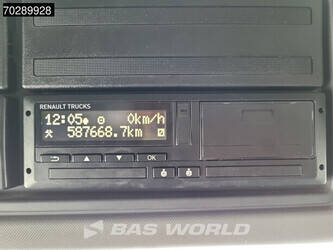 70289928
RENAULT TRUCKS
12:05 0km/h
587668.7km
OK
BAS WORLD